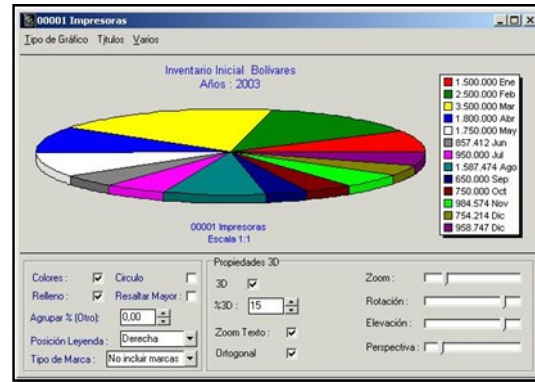 00001 Impresoras
Tipo de Gráfico Títulos Varios
Inventario Inicial Bolívares
Años : 2003
1.500.000 Ene
2.500.000 Feb
3.500.000 Mar
1.800.000 Abr
1.750.000 May
857.412 Jun
950.000 Jul
1.587.474 Ago
650.000 Sep
750.000 Oct
984.574 Nov
754.214 Dic
958.747 Dic
00001 Impresoras
Escala 1:1
Colores : Circulo
Relleno : Resaltar Mayor :
Agrupar % (Otro): 0,00
Posición Leyenda : Derecha
Tipo de Marca : No incluir marcas
Propiedades 3D
3D
%3D : 15
Zoom Texto :
Ortogonal
Zoom :
Rotación :
Elevación :
Perspectiva :